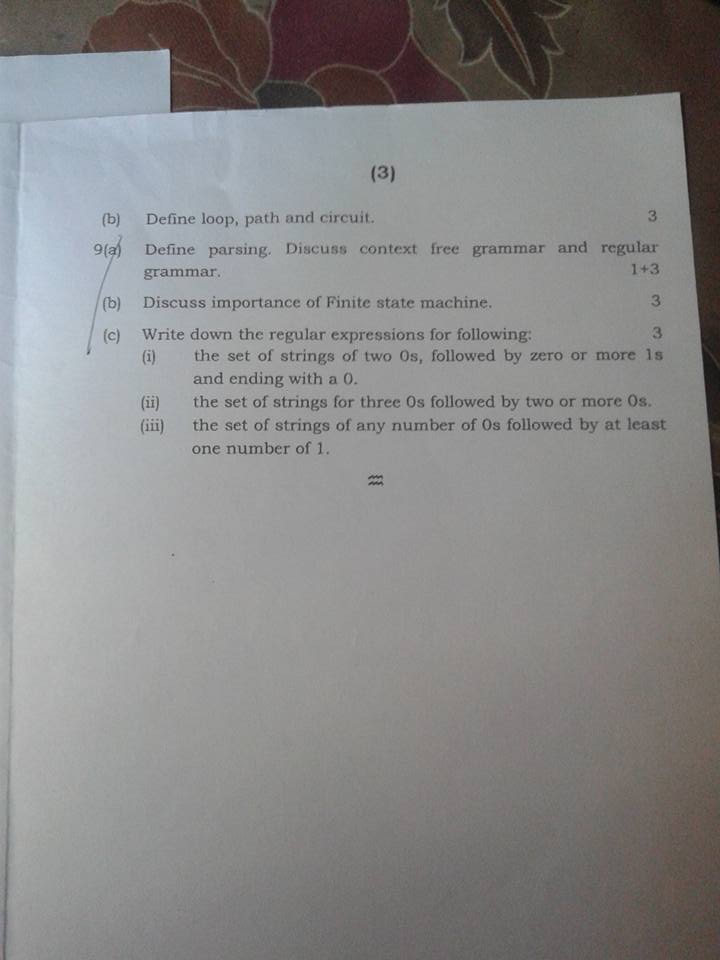 (3)
(b) Define loop, path and circuit. 3
9(a) Define parsing. Discuss context free grammar and regular
grammar. 1+3
(b) Discuss importance of Finite state machine. 3
(c) Write down the regular expressions for following: 3
(i) the set of strings of two 0s, followed by zero or more 1s
and ending with a 0.
(ii) the set of strings for three 0s followed by two or more 0s.
(iii) the set of strings of any number of 0s followed by at least
one number of 1.